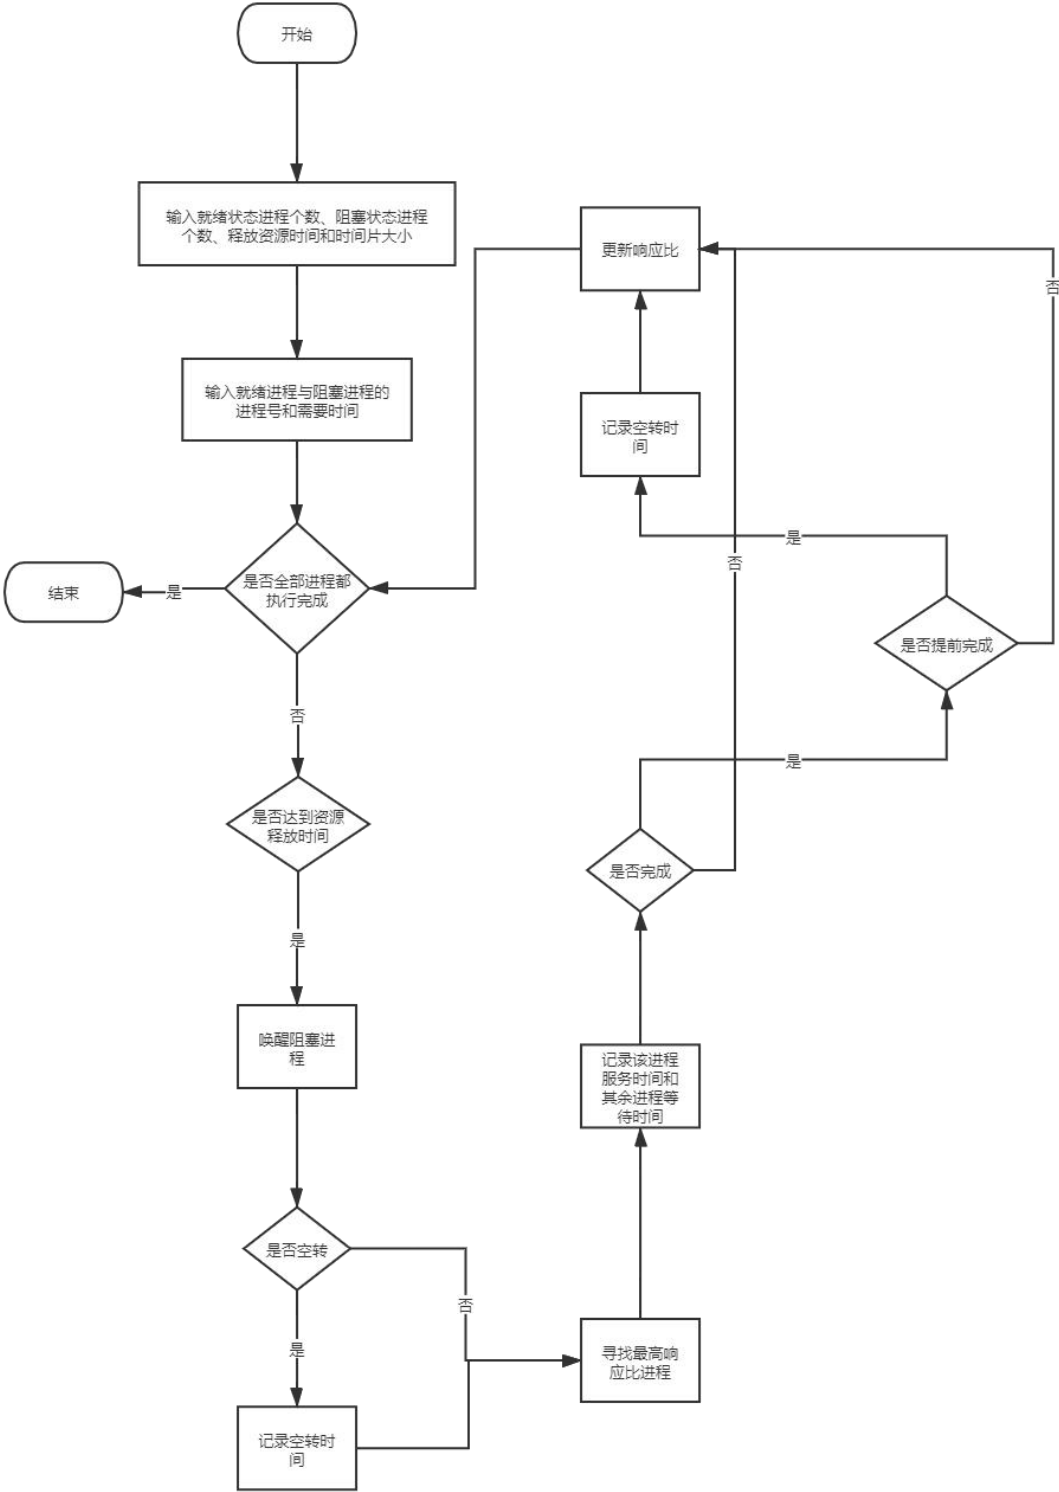 开始
输入就绪状态进程个数、阻塞状态进程
个数、释放资源时间和时间片大小
输入就绪进程与阻塞进程的
进程号和需要时间
是否全部进程都
执行完成
是
结束
否
是否达到资源
释放时间
是
唤醒阻塞进
程
是否空转
否
是
记录空转时
间
寻找最高响
应比进程
记录该进程
服务时间和
其余进程等
待时间
是否完成
否
是
是否提前完成
否
是
记录空转时
间
更新响应比